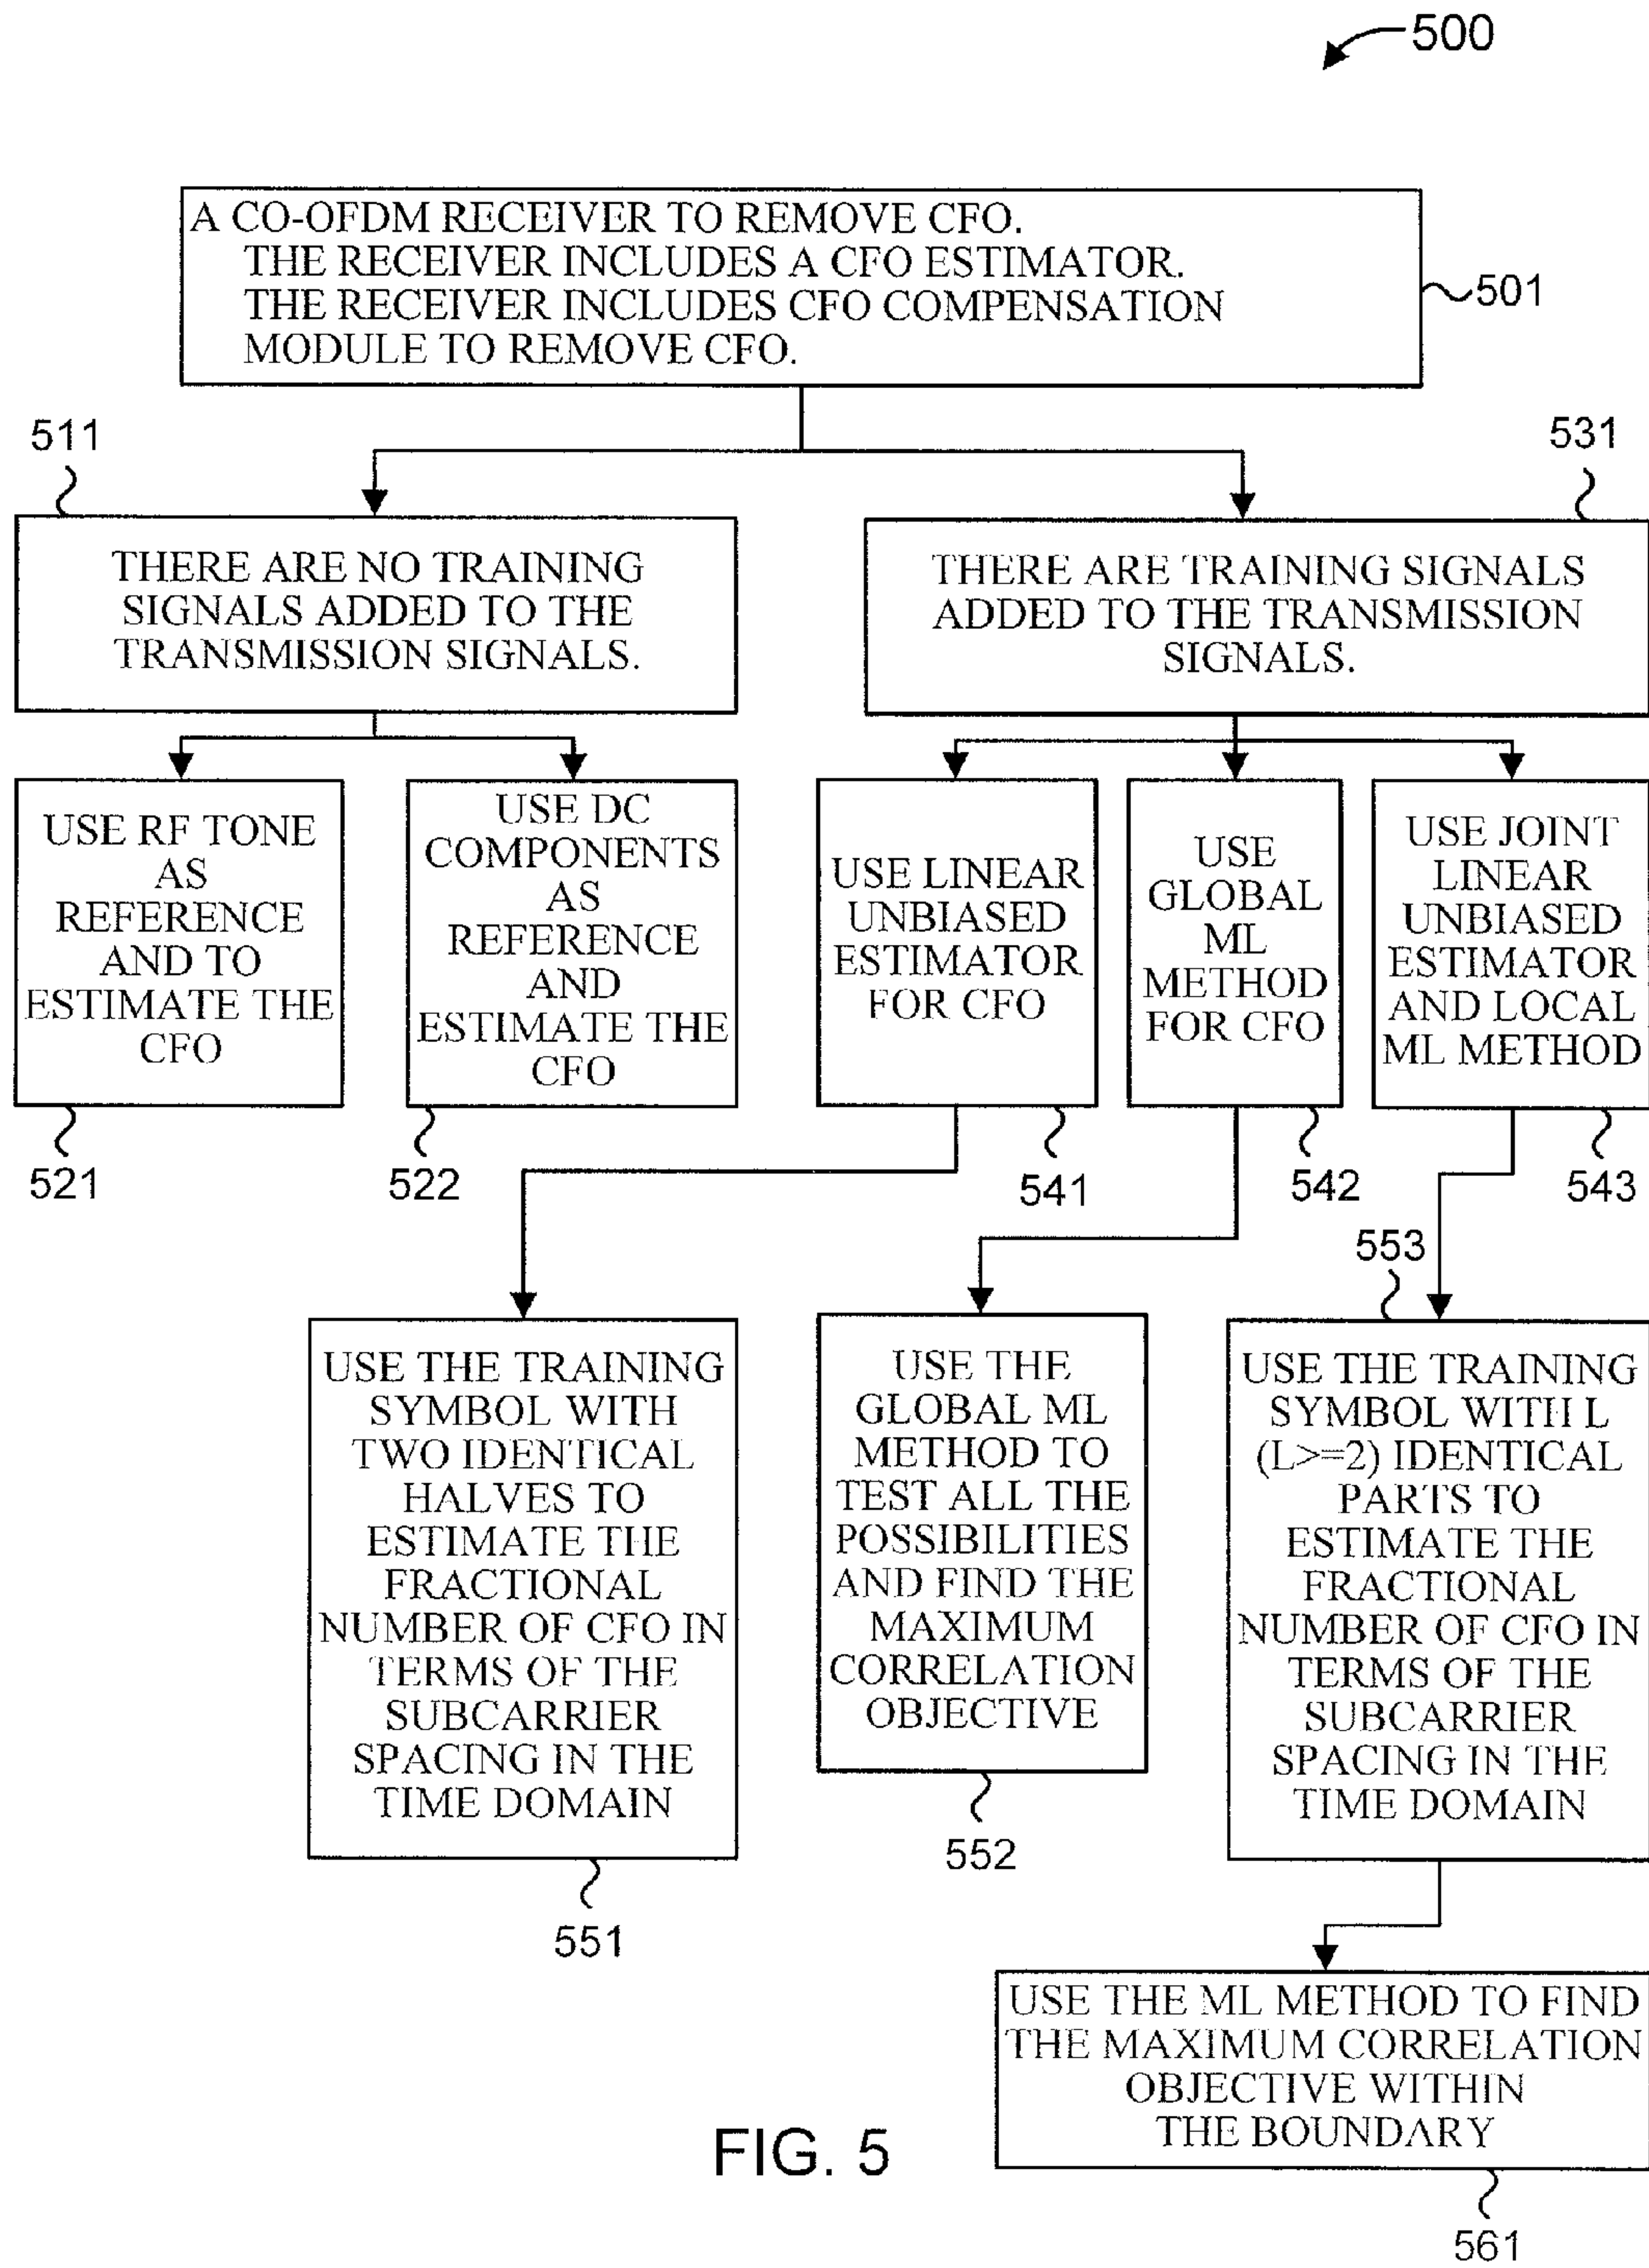 500
A CO-OFDM RECEIVER TO REMOVE CFO.
THE RECEIVER INCLUDES A CFO ESTIMATOR.
THE RECEIVER INCLUDES CFO COMPENSATION
MODULE TO REMOVE CFO.
501
511
531
THERE ARE NO TRAINING
SIGNALS ADDED TO THE
TRANSMISSION SIGNALS.
THERE ARE TRAINING SIGNALS
ADDED TO THE TRANSMISSION
SIGNALS.
USE RF TONE
AS
REFERENCE
AND TO
ESTIMATE THE
CFO
USE DC
COMPONENTS
AS
REFERENCE
AND
ESTIMATE THE
CFO
USE LINEAR
UNBIASED
ESTIMATOR
FOR CFO
USE
GLOBAL
ML
METHOD
FOR CFO
USE JOINT
LINEAR
UNBIASED
ESTIMATOR
AND LOCAL
ML METHOD
521
522
541
542
543
553
USE THE TRAINING
SYMBOL WITH
TWO IDENTICAL
HALVES TO
ESTIMATE THE
FRACTIONAL
NUMBER OF CFO IN
TERMS OF THE
SUBCARRIER
SPACING IN THE
TIME DOMAIN
USE THE
GLOBAL ML
METHOD TO
TEST ALL THE
POSSIBILITIES
AND FIND THE
MAXIMUM
CORRELATION
OBJECTIVE
USE THE TRAINING
SYMBOL WITH L
(L>=2) IDENTICAL
PARTS TO
ESTIMATE THE
FRACTIONAL
NUMBER OF CFO IN
TERMS OF THE
SUBCARRIER
SPACING IN THE
TIME DOMAIN
552
551
USE THE ML METHOD TO FIND
THE MAXIMUM CORRELATION
OBJECTIVE WITHIN
THE BOUNDARY
FIG. 5
561